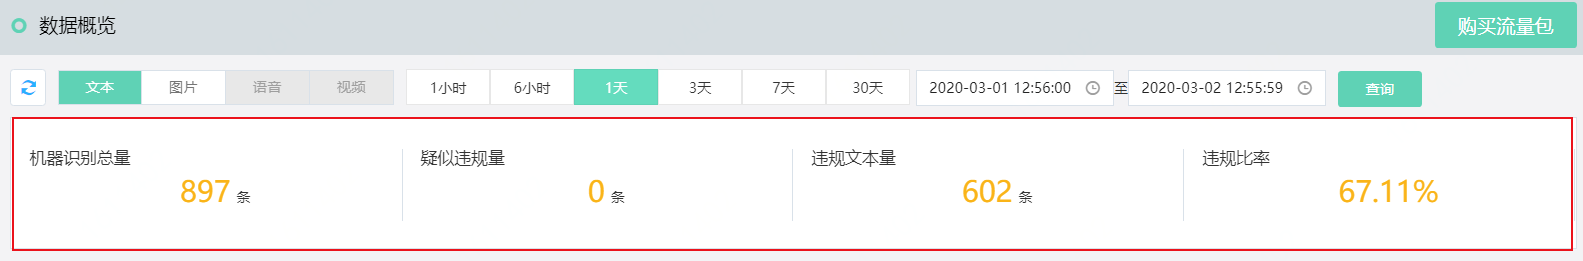 数据概览
购买流量包
文本 图片 语音 视频 1小时 6小时 1天 3天 7天 30天 2020-03-01 12:56:00 至 2020-03-02 12:55:59 查询
机器识别总量 疑似违规量 违规文本量 违规比率
897 条 0 条 602 条 67.11%